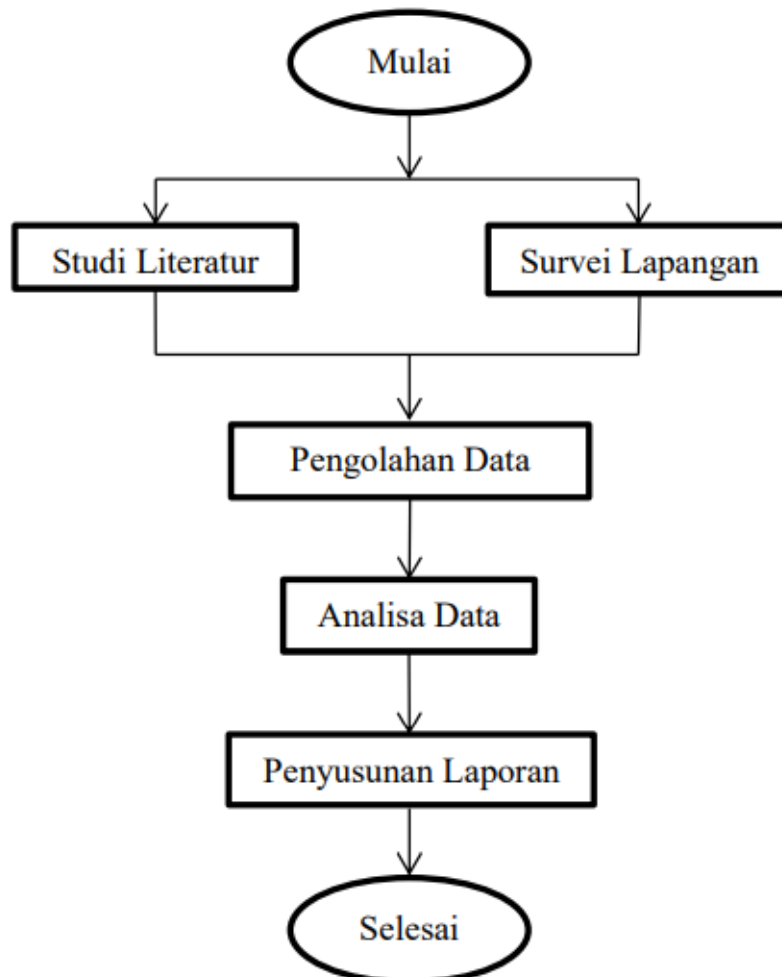 Mulai
Studi Literatur
Survei Lapangan
Pengolahan Data
Analisa Data
Penyusunan Laporan
Selesai